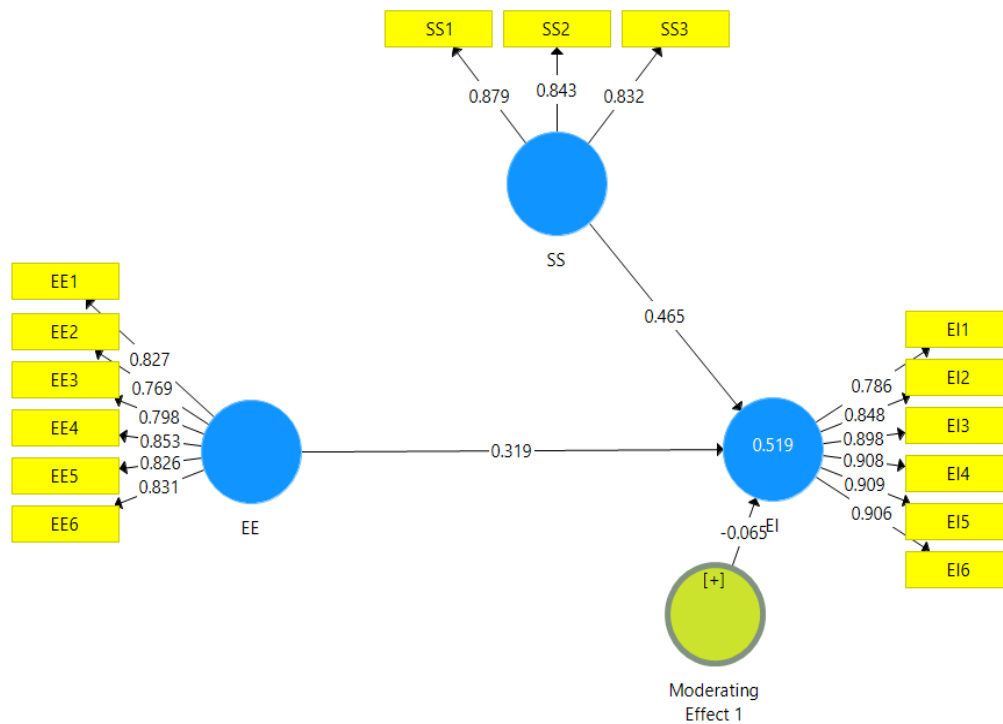 SS1
SS2
SS3
0.879
0.843
0.832
SS
EE1
EE2
EE3
EE4
EE5
EE6
0.827
0.769
0.798
0.853
0.826
0.831
EE
0.465
0.319
0.519
EI
-0.065
EI1
EI2
EI3
EI4
EI5
EI6
0.786
0.848
0.898
0.908
0.909
0.906
[+]
Moderating
Effect 1